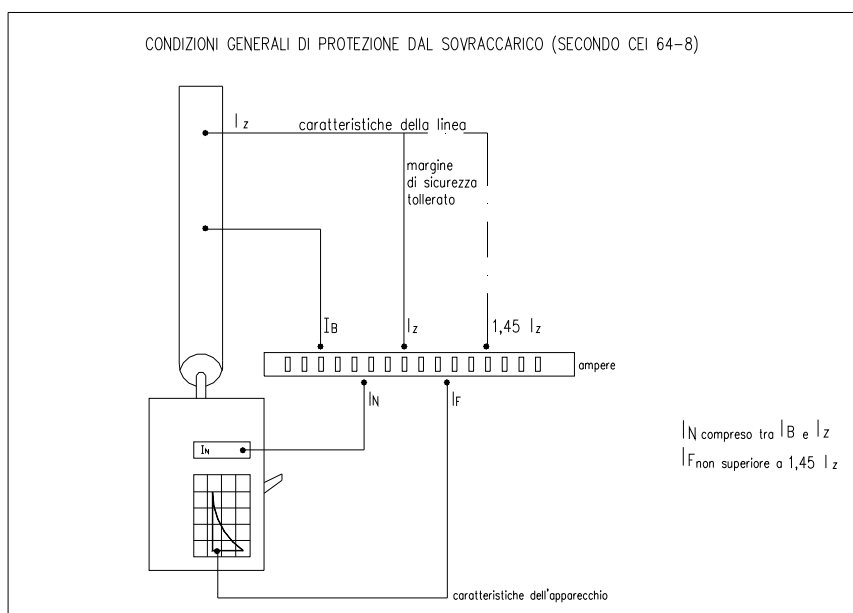 CONDIZIONI GENERALI DI PROTEZIONE DAL SOVRACCARICO (SECONDO CEI 64-8)
Iz
caratteristiche della linea
margine
di sicurezza
tollerato
IB
Iz
1,45 Iz
ampere
IN
IF
IN
IN compreso tra IB e Iz
IF non superiore a 1,45 Iz
caratteristiche dell'apparecchio